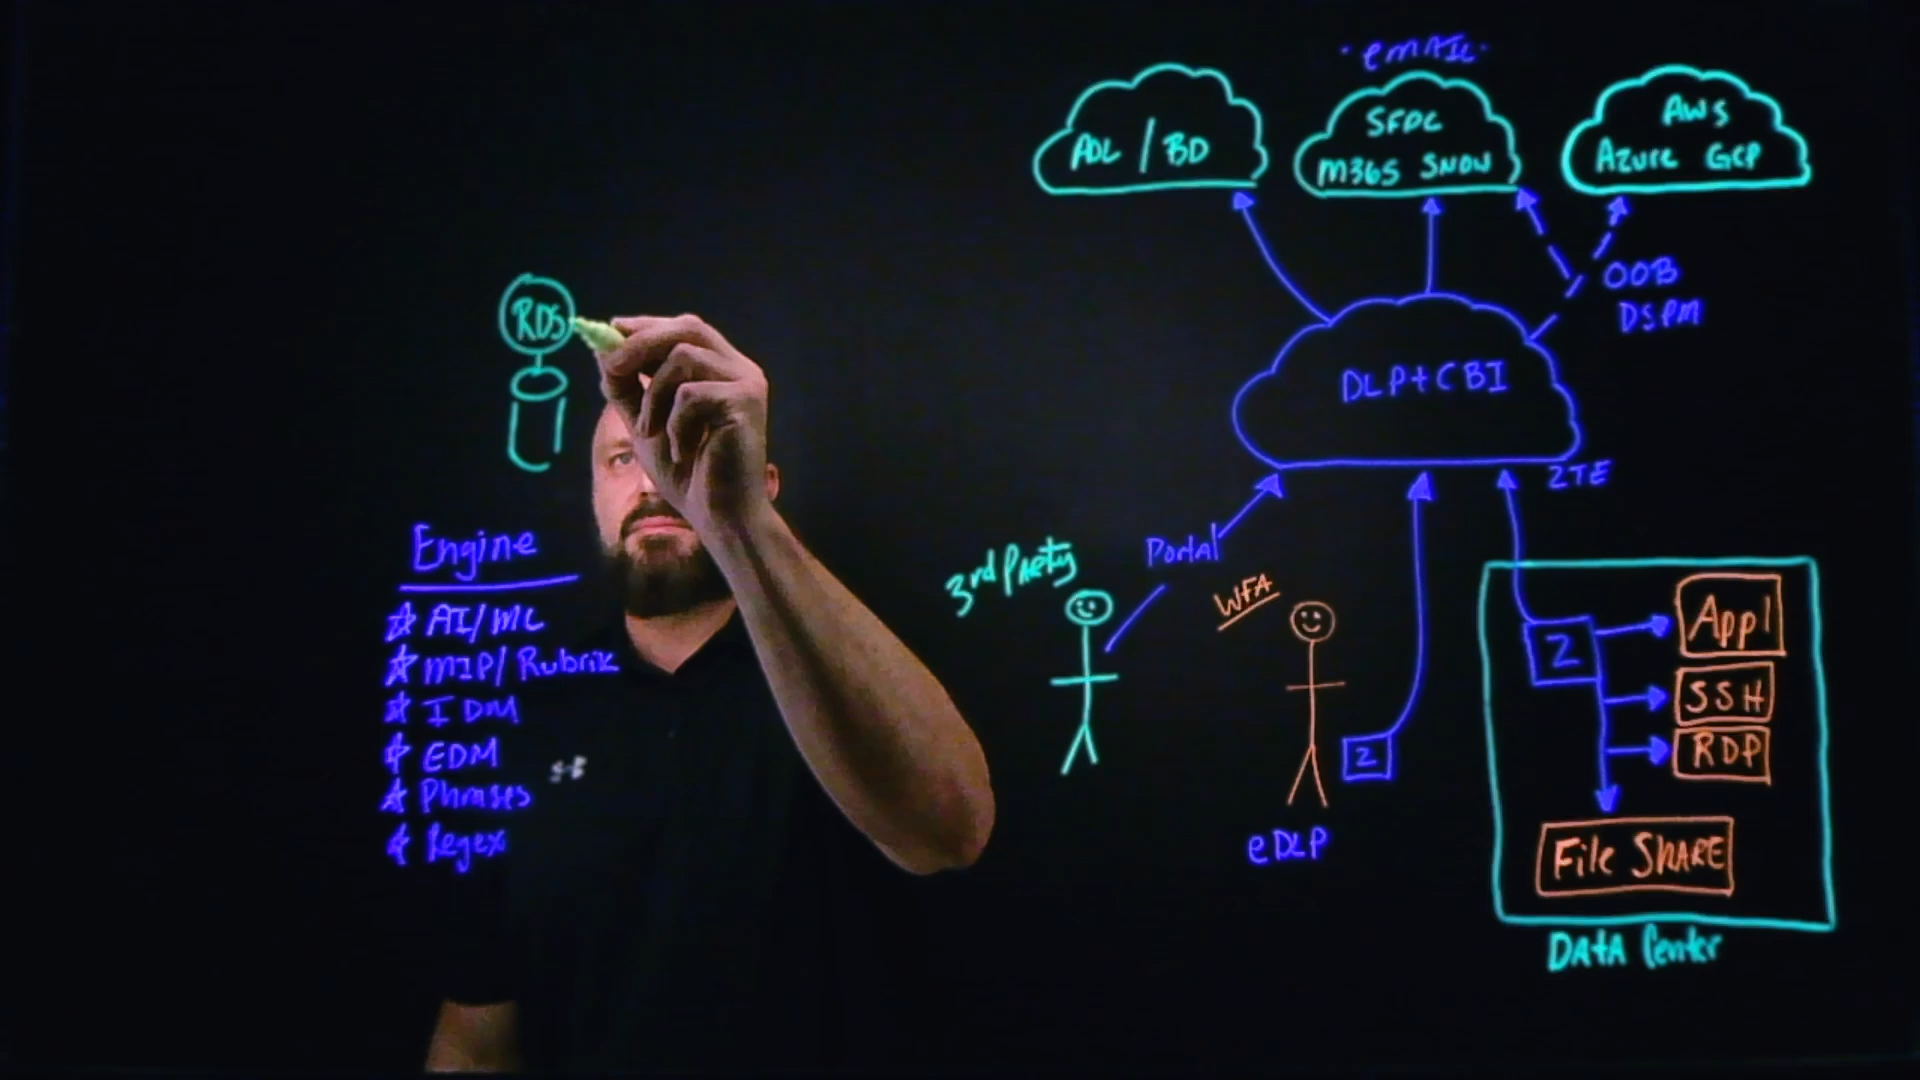 · email ·
ADL / BD
SFDC
M365 SNOW
AWS
Azure GCP
OOB
DSPM
RDS
DLP+CBI
ZTE
Engine
AI/ML
MIP/Rubrik
IDM
EDM
Phrases
Regex
3rd Party
Portal
WFA
Z
eDLP
Z
App1
SSH
RDP
File Share
Data Center